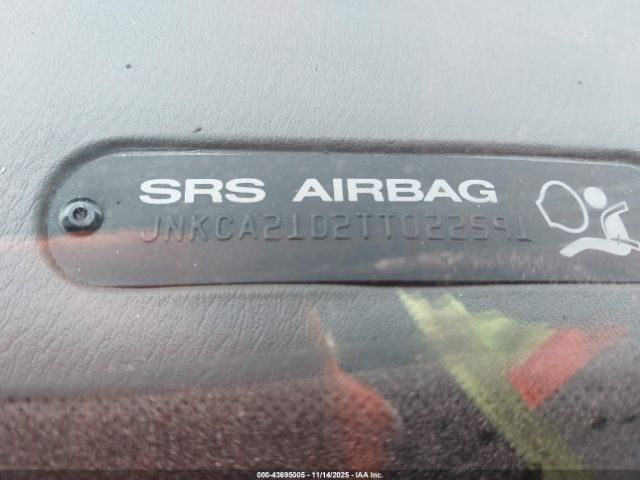 SRS AIRBAG
JNKCA21D2TT022591
000-43695005 - 11/14/2025 - IAA Inc.